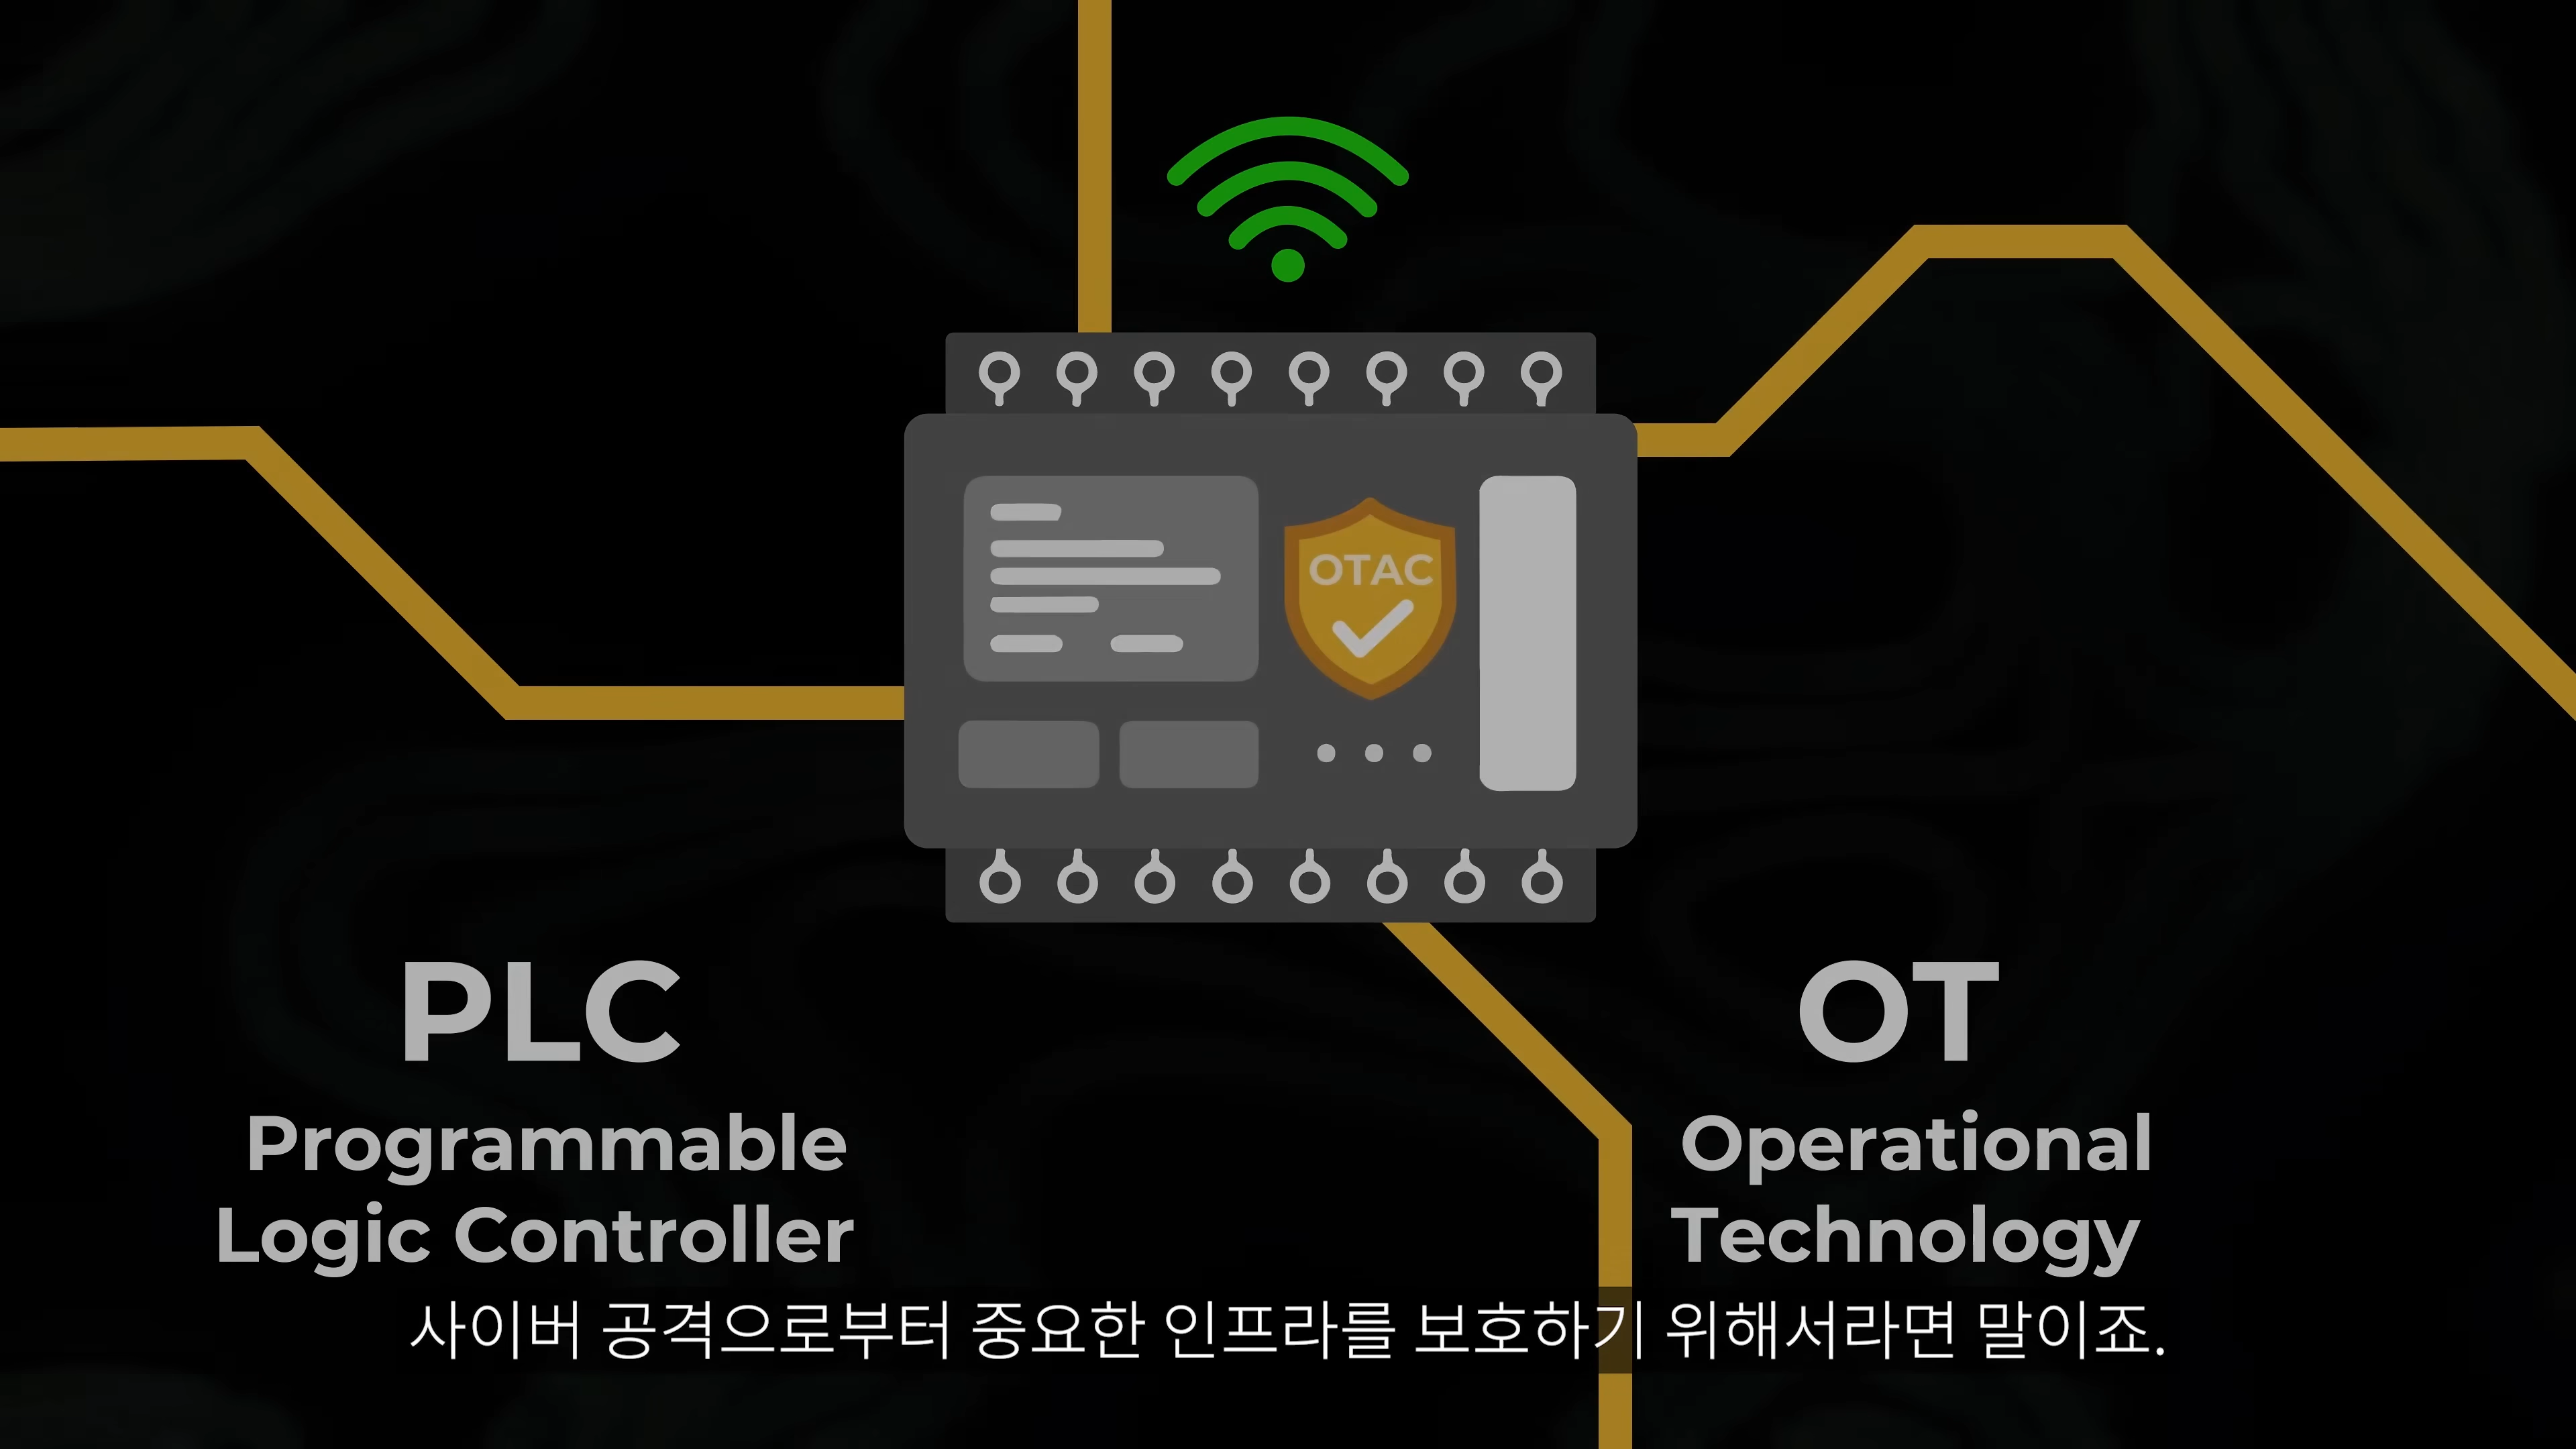 OTAC
PLC
Programmable
Logic Controller
OT
Operational
Technology
사이버 공격으로부터 중요한 인프라를 보호하기 위해서라면 말이죠.